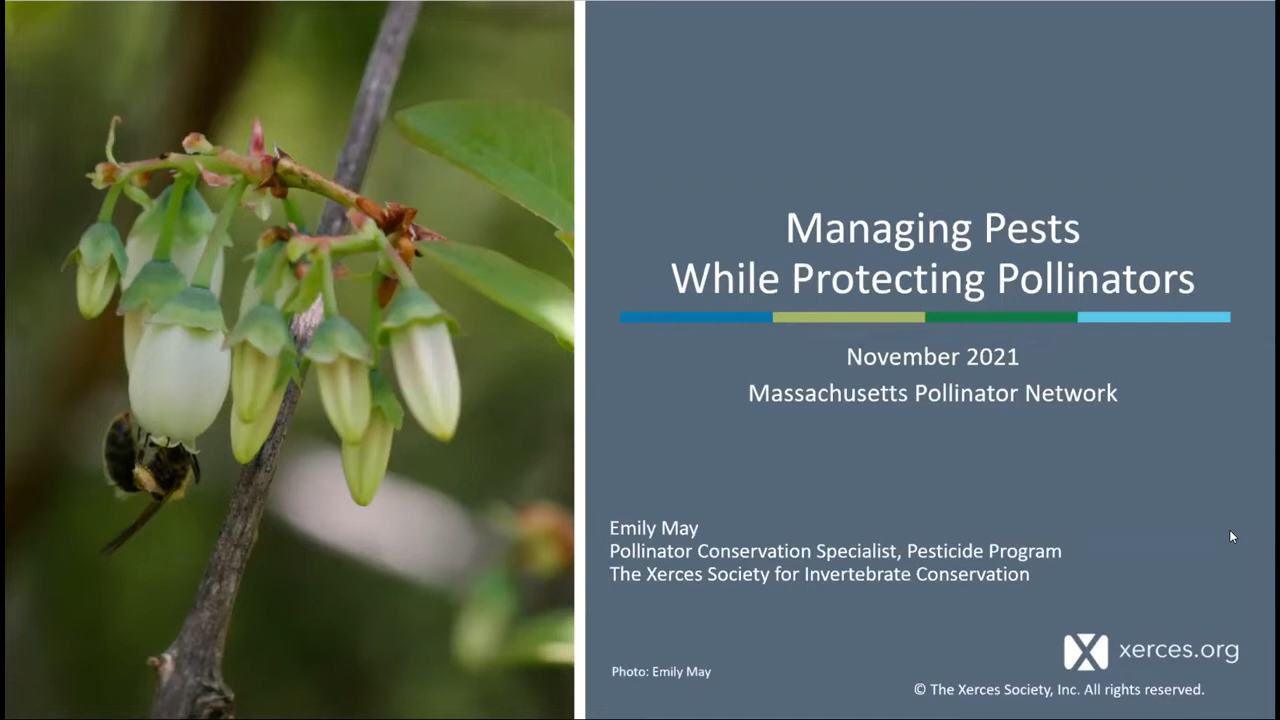 Managing Pests
While Protecting Pollinators
November 2021
Massachusetts Pollinator Network
Emily May
Pollinator Conservation Specialist, Pesticide Program
The Xerces Society for Invertebrate Conservation
xerces.org
Photo: Emily May
© The Xerces Society, Inc. All rights reserved.